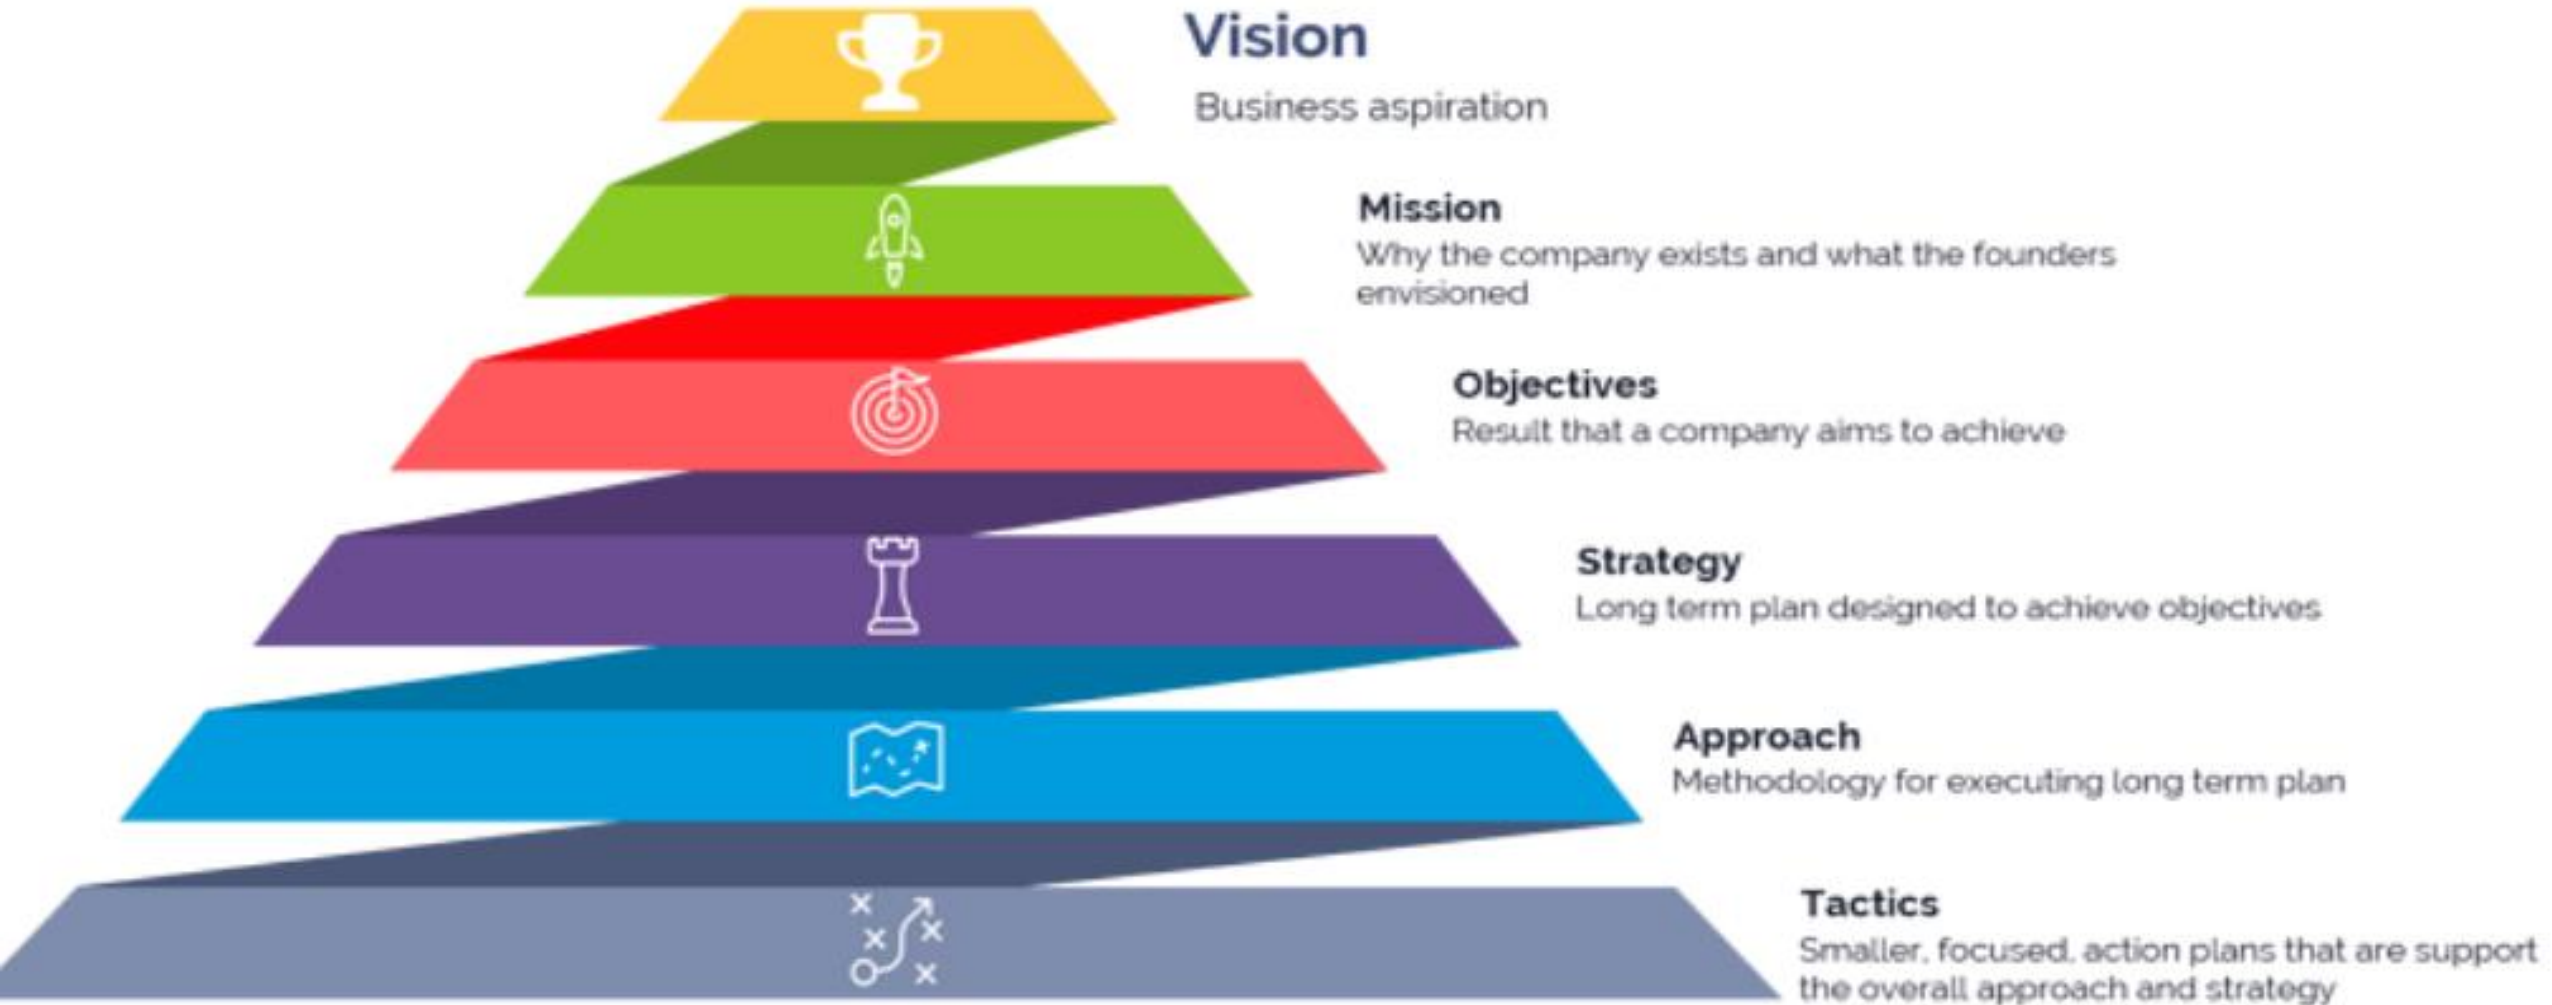 Vision
Business aspiration
Mission
Why the company exists and what the founders
envisioned
Objectives
Result that a company aims to achieve
Strategy
Long term plan designed to achieve objectives
Approach
Methodology for executing long term plan
Tactics
Smaller, focused, action plans that are support
the overall approach and strategy